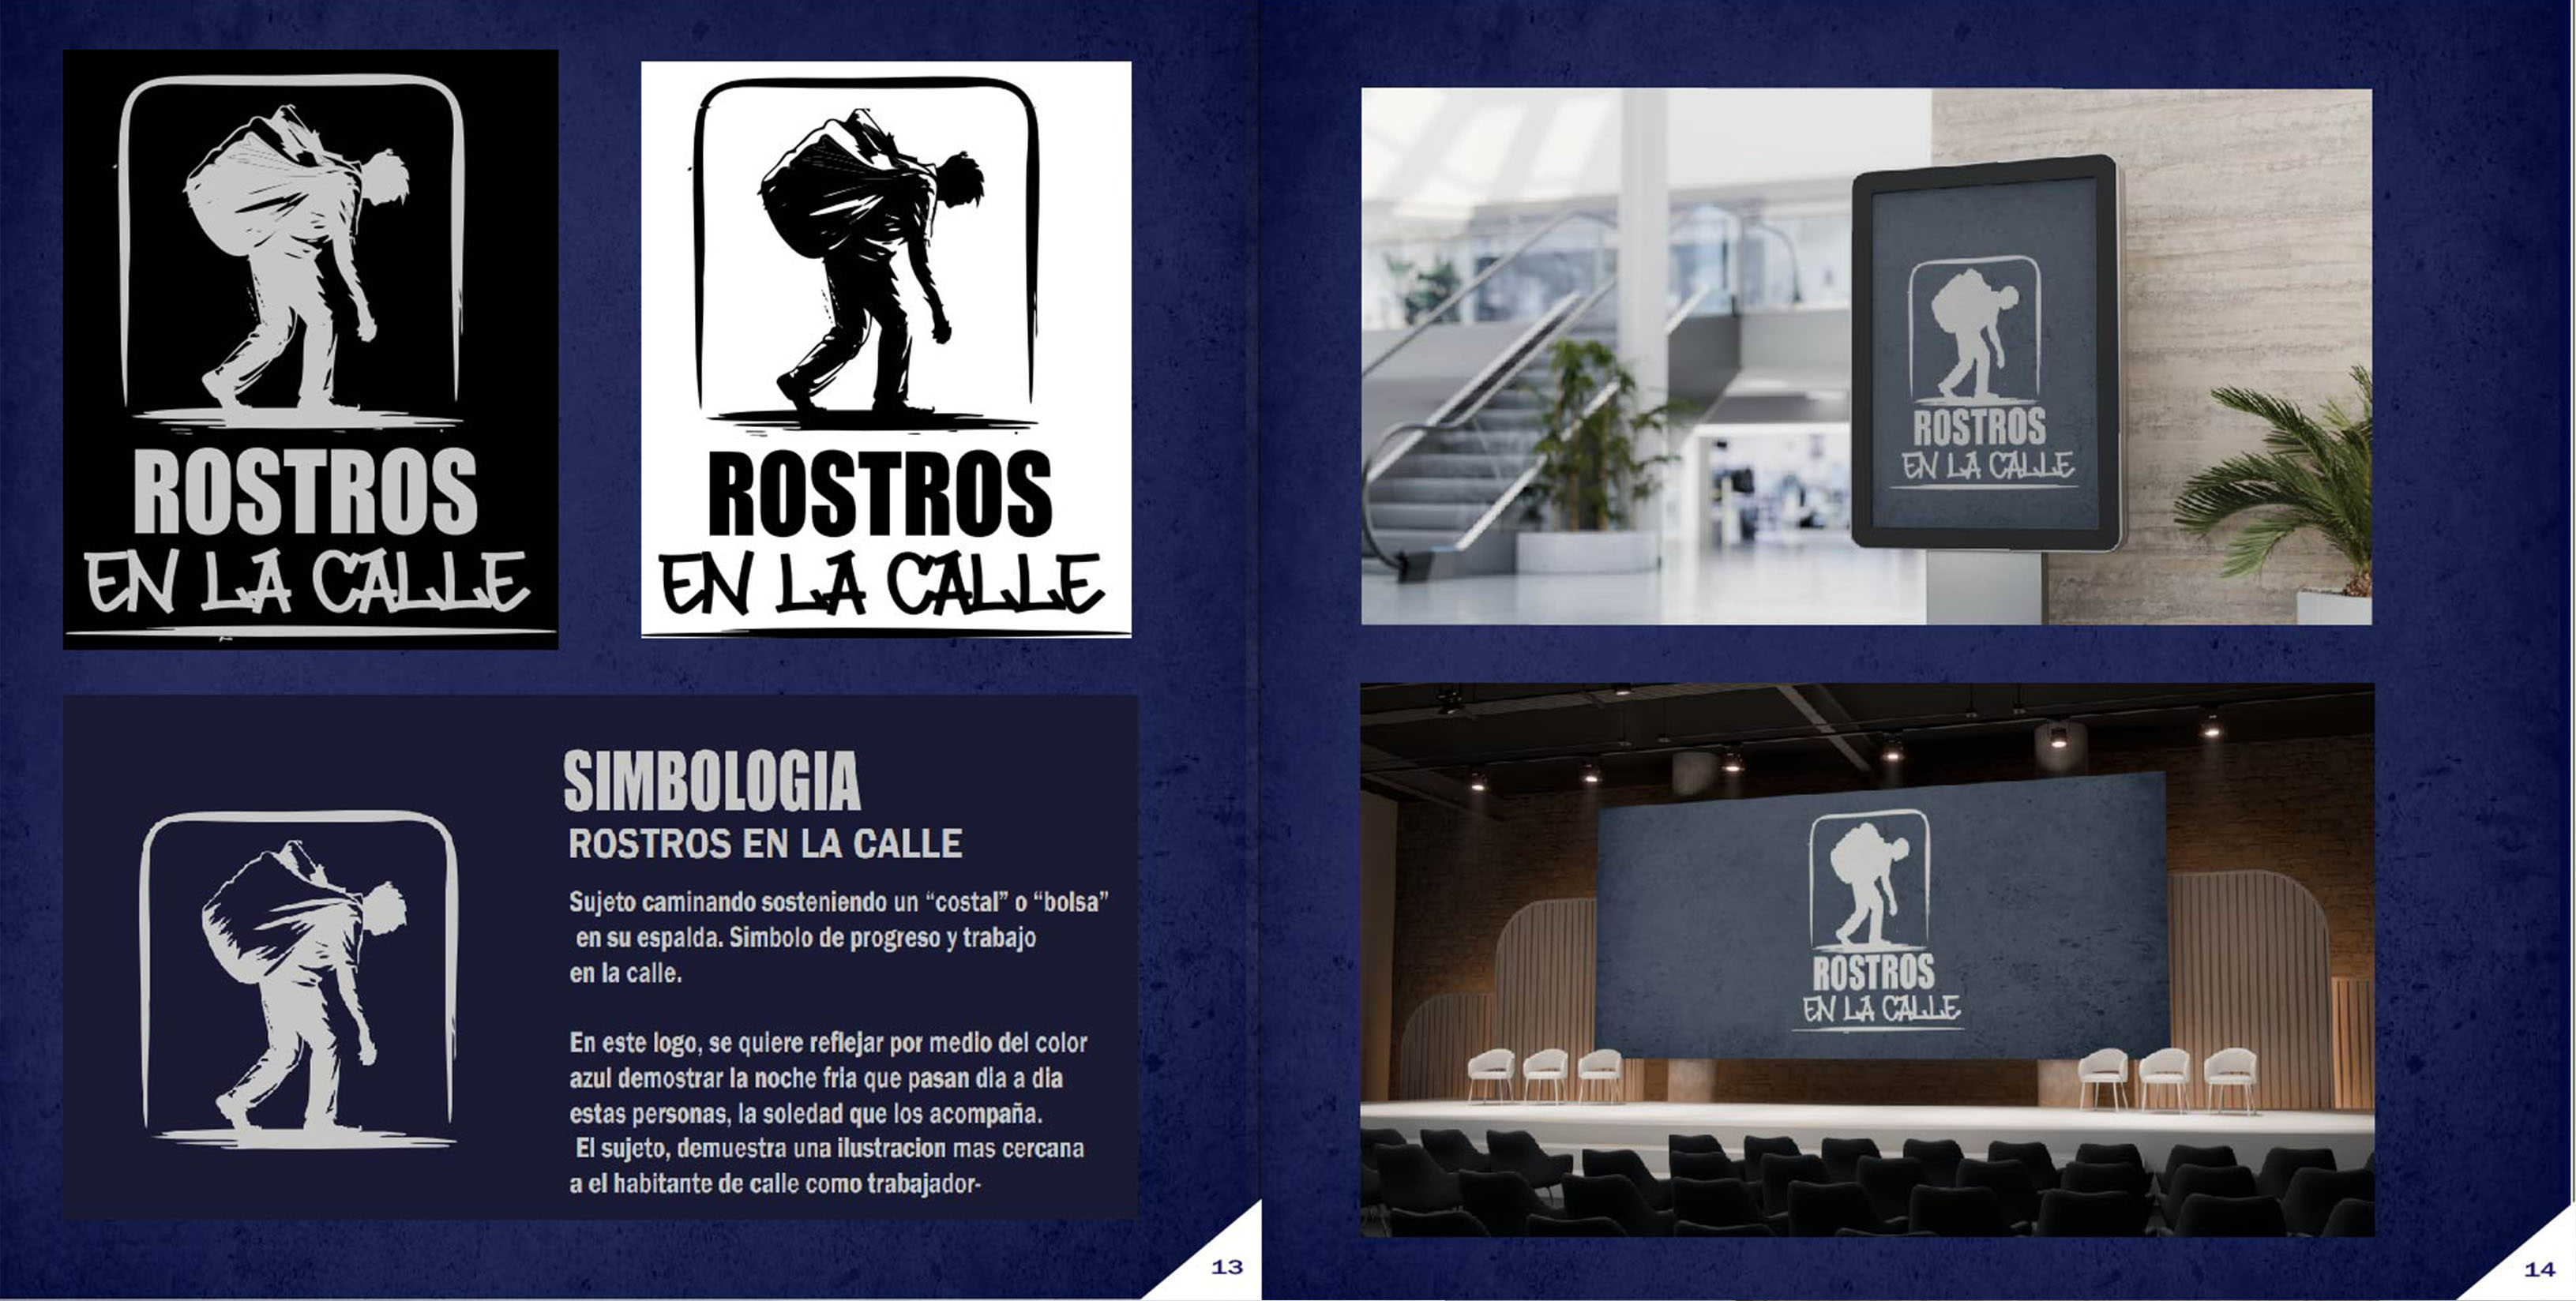 ROSTROS
EN LA CALLE
ROSTROS
EN LA CALLE
SIMBOLOGIA
ROSTROS EN LA CALLE
Sujeto caminando sosteniendo un “costal” o “bolsa”
en su espalda. Simbolo de progreso y trabajo
en la calle.
En este logo, se quiere reflejar por medio del color
azul demostrar la noche fria que pasan dia a dia
estas personas, la soledad que los acompaña.
El sujeto, demuestra una ilustracion mas cercana
a el habitante de calle como trabajador-
13
ROSTROS
EN LA CALLE
ROSTROS
EN LA CALLE
14